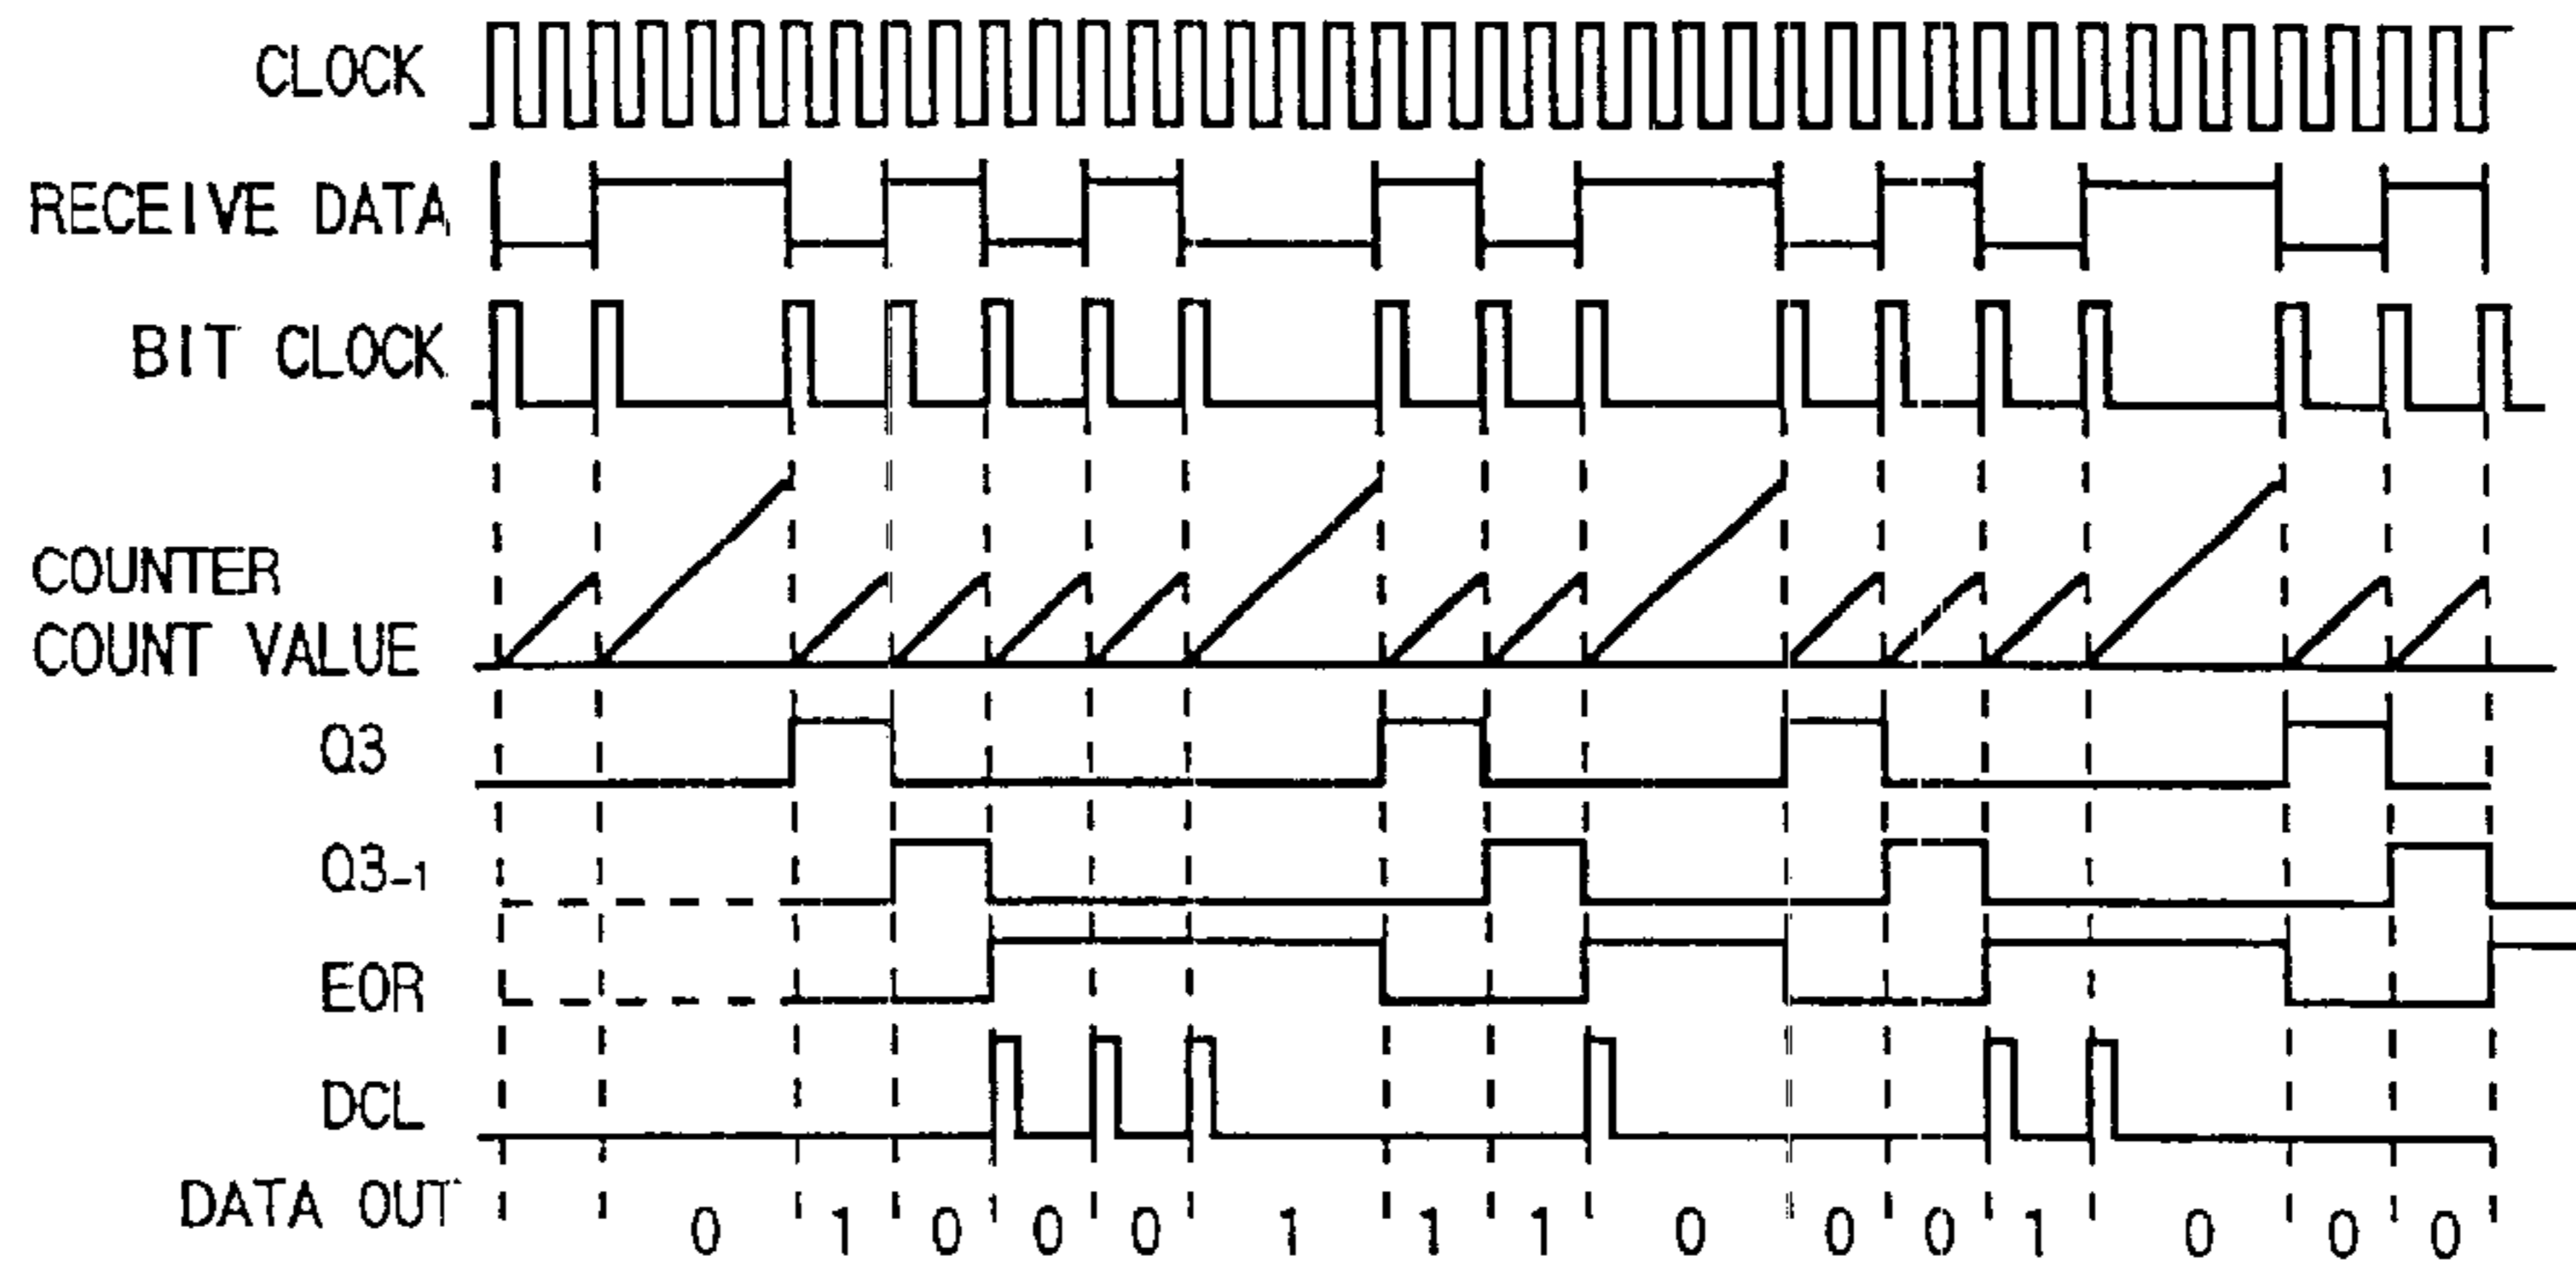 CLOCK
RECEIVE DATA
BIT CLOCK
COUNTER
COUNT VALUE
Q3
Q3-1
EOR
DCL
DATA OUT 0 1 0 0 0 1 1 1 0 0 0 1 0 0 0